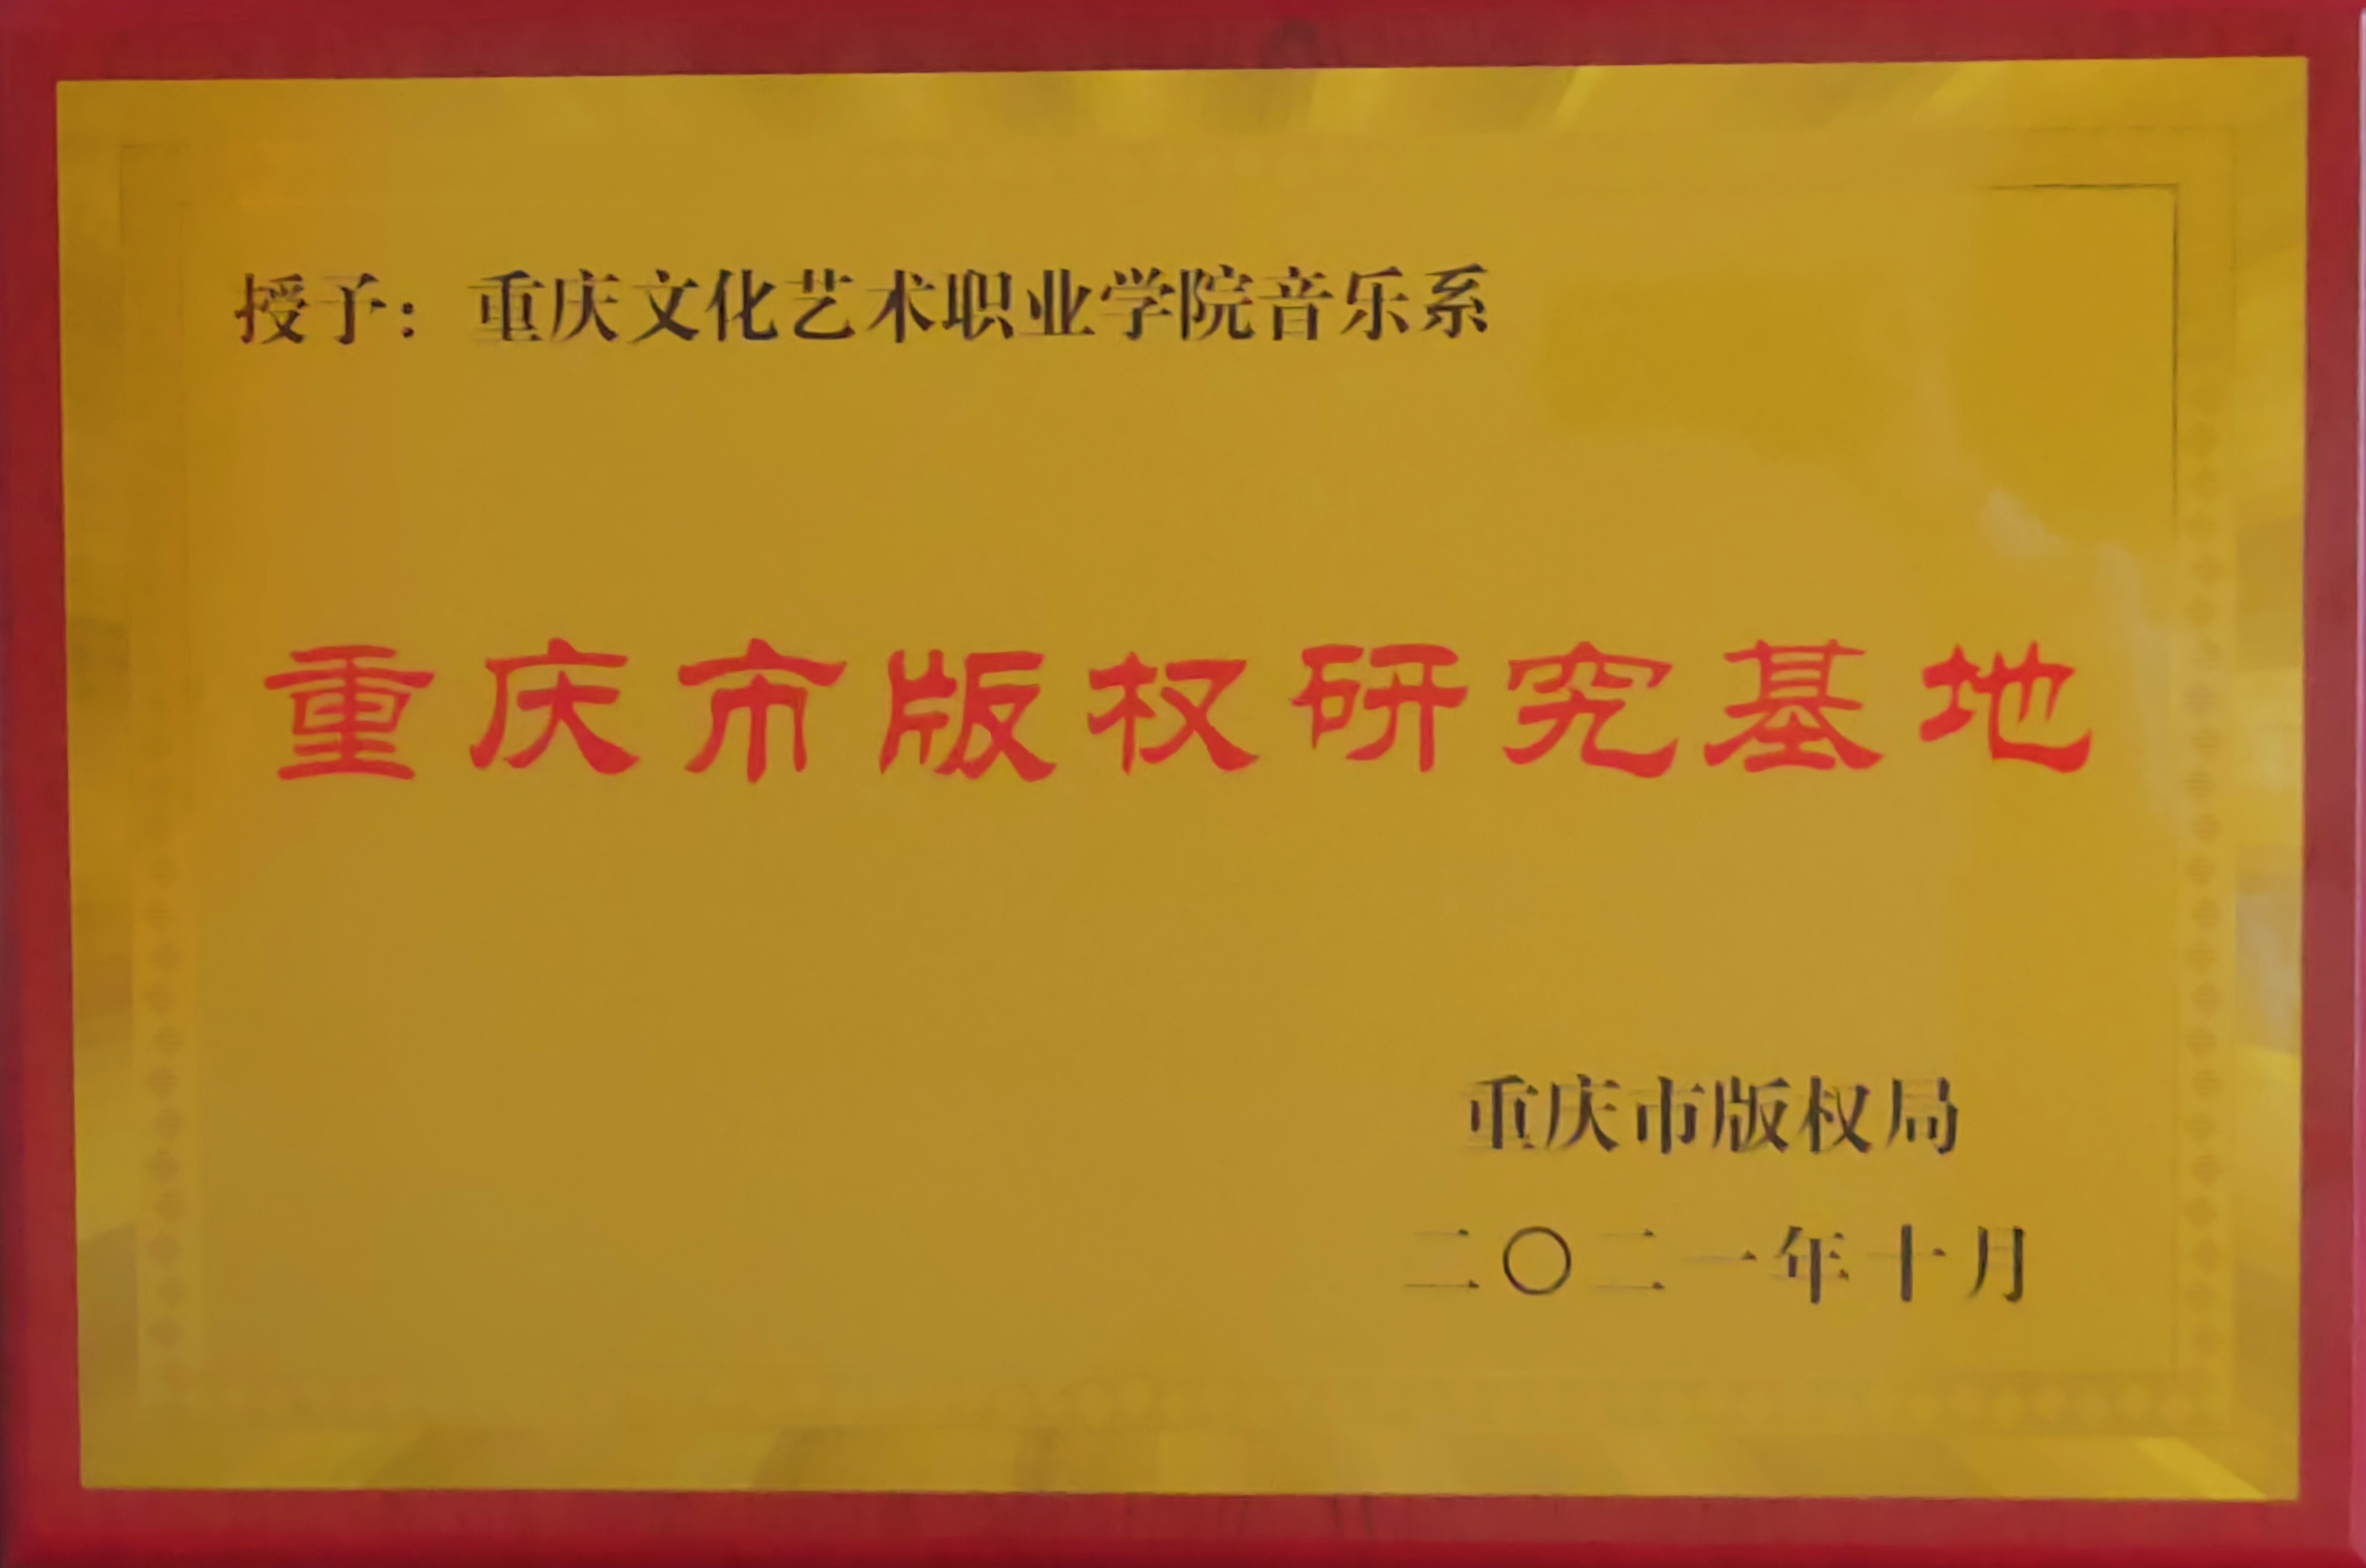 授予：重庆文化艺术职业学院音乐系
重庆市版权研究基地
重庆市版权局
二〇二一年十月